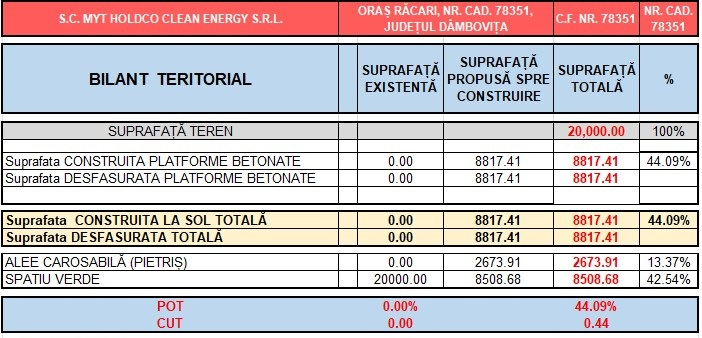 S.C. MYT HOLDCO CLEAN ENERGY S.R.L.
ORAȘ RĂCARI, NR. CAD. 78351,
JUDEȚUL DÂMBOVIȚA
C.F. NR. 78351
NR. CAD.
78351
BILANT TERITORIAL
SUPRAFAȚĂ
EXISTENTĂ
SUPRAFAȚĂ
PROPUSĂ SPRE
CONSTRUIRE
SUPRAFAȚĂ
TOTALĂ
%
SUPRAFAȚĂ TEREN 20,000.00 100%
Suprafata CONSTRUITA PLATFORME BETONATE 0.00 8817.41 8817.41 44.09%
Suprafata DESFASURATA PLATFORME BETONATE 0.00 8817.41 8817.41
Suprafata CONSTRUITA LA SOL TOTALĂ 0.00 8817.41 8817.41 44.09%
Suprafata DESFASURATA TOTALĂ 0.00 8817.41 8817.41
ALEE CAROSABILĂ (PIETRIȘ) 0.00 2673.91 2673.91 13.37%
SPATIU VERDE 20000.00 8508.68 8508.68 42.54%
POT 0.00% 44.09%
CUT 0.00 0.44